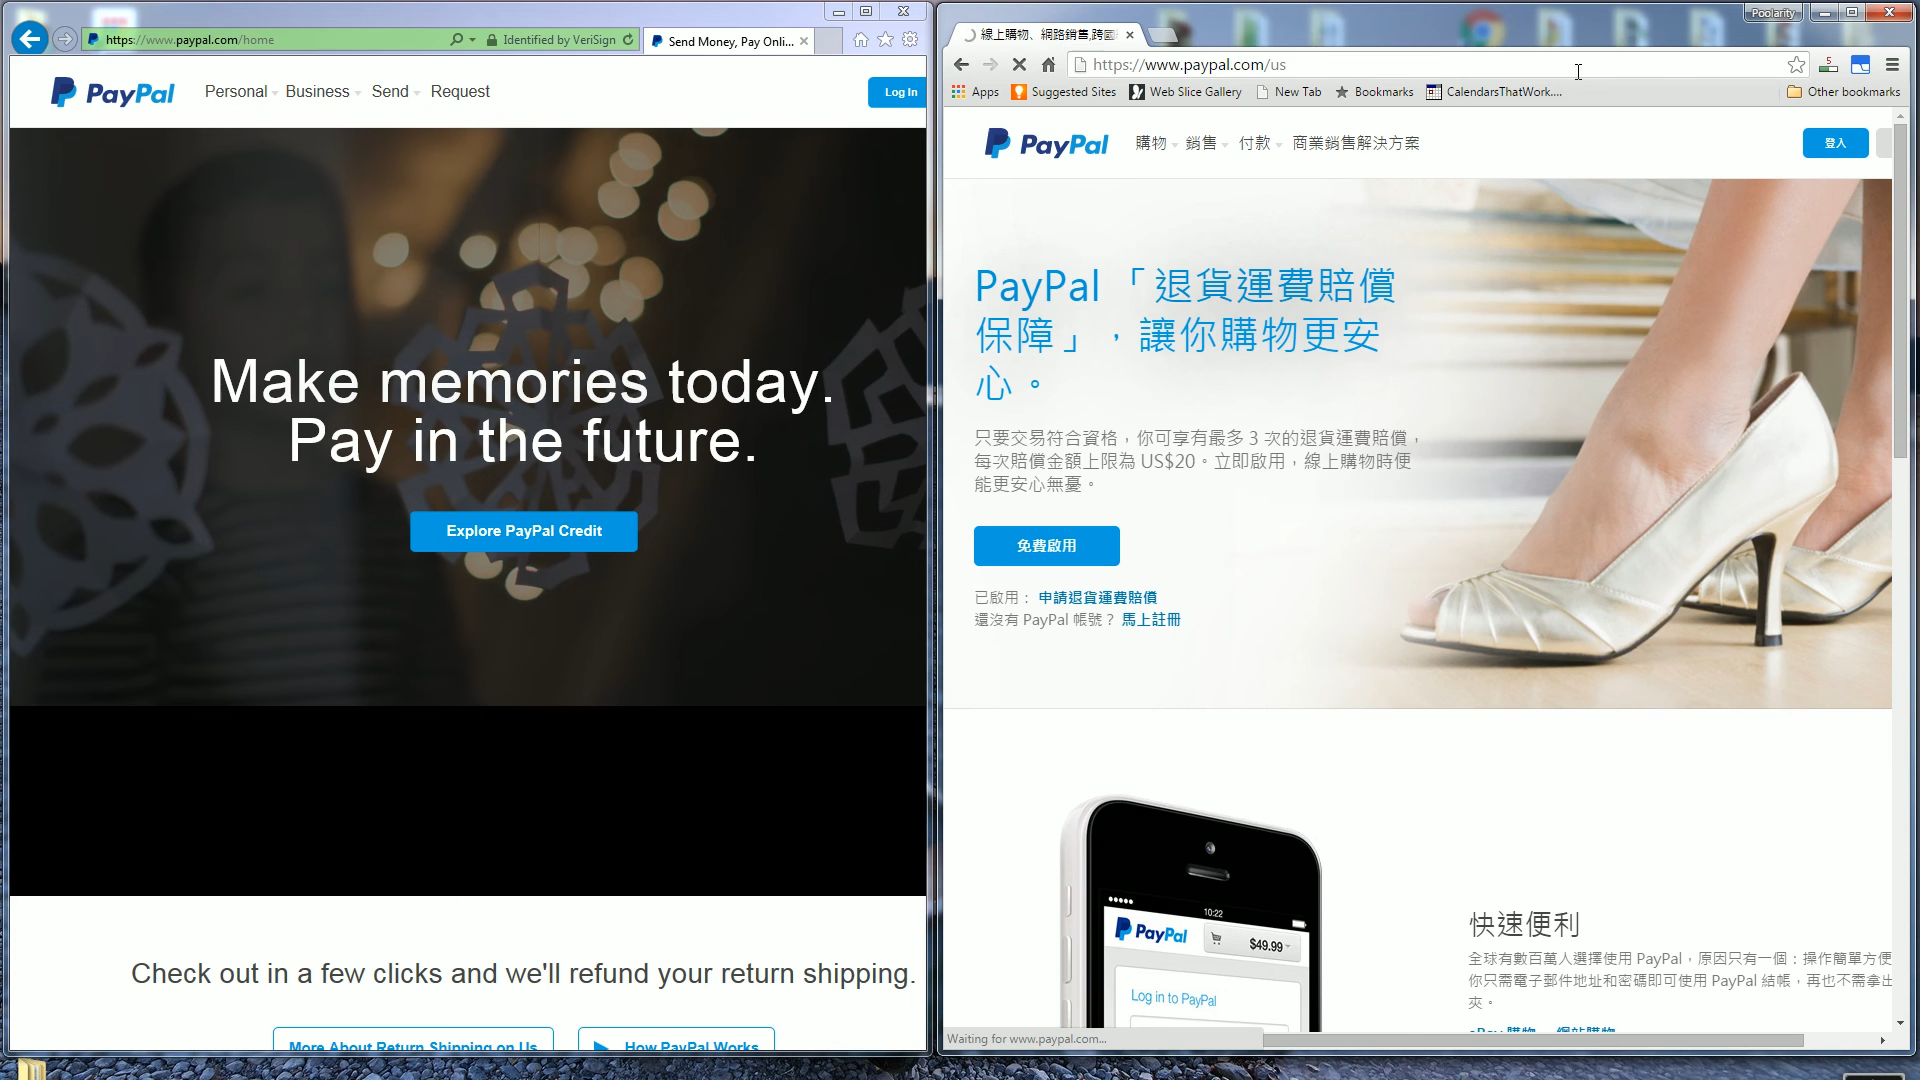 https://www.paypal.com/home
Identified by VeriSign
Send Money, Pay Onli...
PayPal
Personal
Business
Send
Request
Log In
Make memories today.
Pay in the future.
Explore PayPal Credit
Check out in a few clicks and we'll refund your return shipping.
More About Return Shipping on Us
How PayPal Works
Poolarity
線上購物、網路銷售,跨國
https://www.paypal.com/us
5
Apps
Suggested Sites
Web Slice Gallery
New Tab
Bookmarks
CalendarsThatWork....
Other bookmarks
PayPal
購物
銷售
付款
商業銷售解決方案
登入
PayPal 「退貨運費賠償
保障」，讓你購物更安
心。
只要交易符合資格，你可享有最多 3 次的退貨運費賠償，
每次賠償金額上限為 US$20。立即啟用，線上購物時便
能更安心無憂。
免費啟用
已啟用： 申請退貨運費賠償
還沒有 PayPal 帳號？ 馬上註冊
10:22
PayPal
$49.99
Log in to PayPal
快速便利
全球有數百萬人選擇使用 PayPal，原因只有一個：操作簡單方便
你只需電子郵件地址和密碼即可使用 PayPal 結帳，再也不需拿出
夾。
eBay 購物
網站購物
Waiting for www.paypal.com...